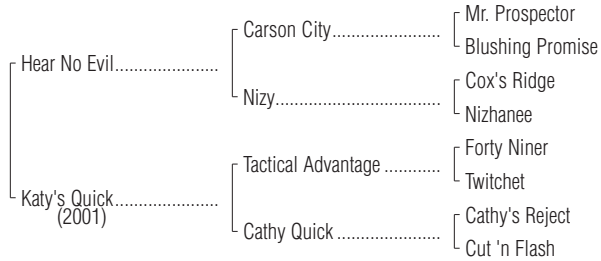 Mr. Prospector
Carson City..................
Blushing Promise
Hear No Evil.....................
Cox's Ridge
Nizy.................................
Nizhanee
Forty Niner
Tactical Advantage ...........
Twitchet
Katy's Quick.....................
(2001)
Cathy's Reject
Cathy Quick .....................
Cut 'n Flash